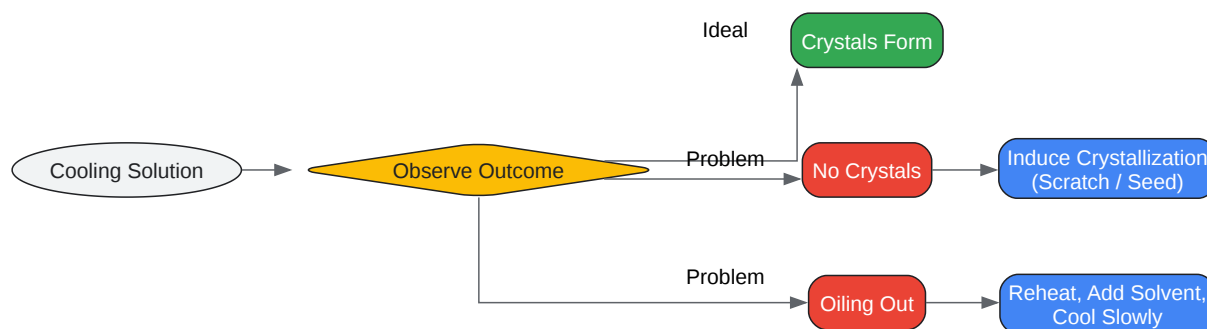 Ideal
Crystals Form
Cooling Solution
Observe Outcome
Problem
No Crystals
Induce Crystallization
(Scratch / Seed)
Problem
Oiling Out
Reheat, Add Solvent,
Cool Slowly